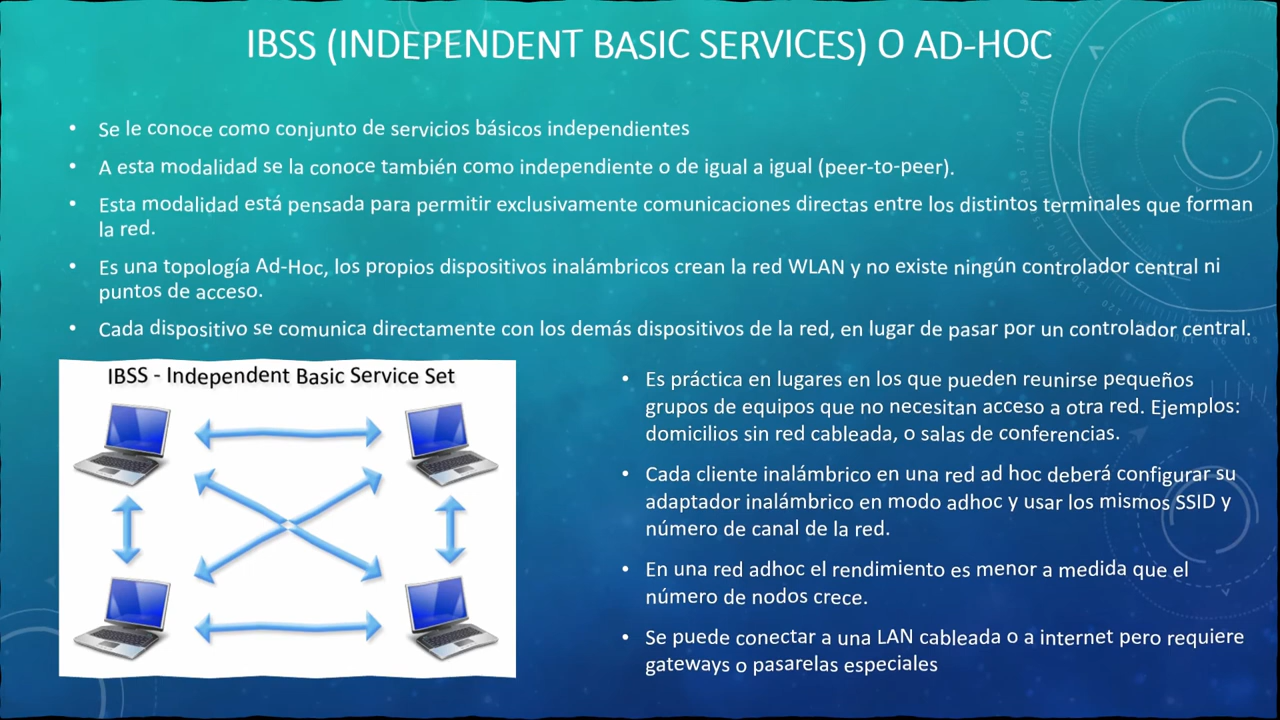 IBSS (INDEPENDENT BASIC SERVICES) O AD-HOC
• Se le conoce como conjunto de servicios básicos independientes
• A esta modalidad se la conoce también como independiente o de igual a igual (peer-to-peer).
• Esta modalidad está pensada para permitir exclusivamente comunicaciones directas entre los distintos terminales que forman
la red.
• Es una topología Ad-Hoc, los propios dispositivos inalámbricos crean la red WLAN y no existe ningún controlador central ni
puntos de acceso.
• Cada dispositivo se comunica directamente con los demás dispositivos de la red, en lugar de pasar por un controlador central.
IBSS - Independent Basic Service Set
• Es práctica en lugares en los que pueden reunirse pequeños
grupos de equipos que no necesitan acceso a otra red. Ejemplos:
domicilios sin red cableada, o salas de conferencias.
• Cada cliente inalámbrico en una red ad hoc deberá configurar su
adaptador inalámbrico en modo adhoc y usar los mismos SSID y
número de canal de la red.
• En una red adhoc el rendimiento es menor a medida que el
número de nodos crece.
• Se puede conectar a una LAN cableada o a internet pero requiere
gateways o pasarelas especiales